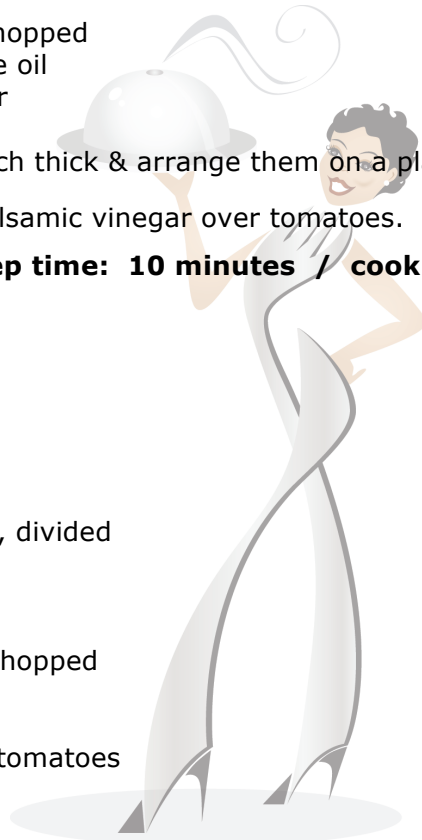 hopped
e oil
r
ch thick & arrange them on a pla
lsamic vinegar over tomatoes.
ep time: 10 minutes / cook
, divided
hopped
tomatoes